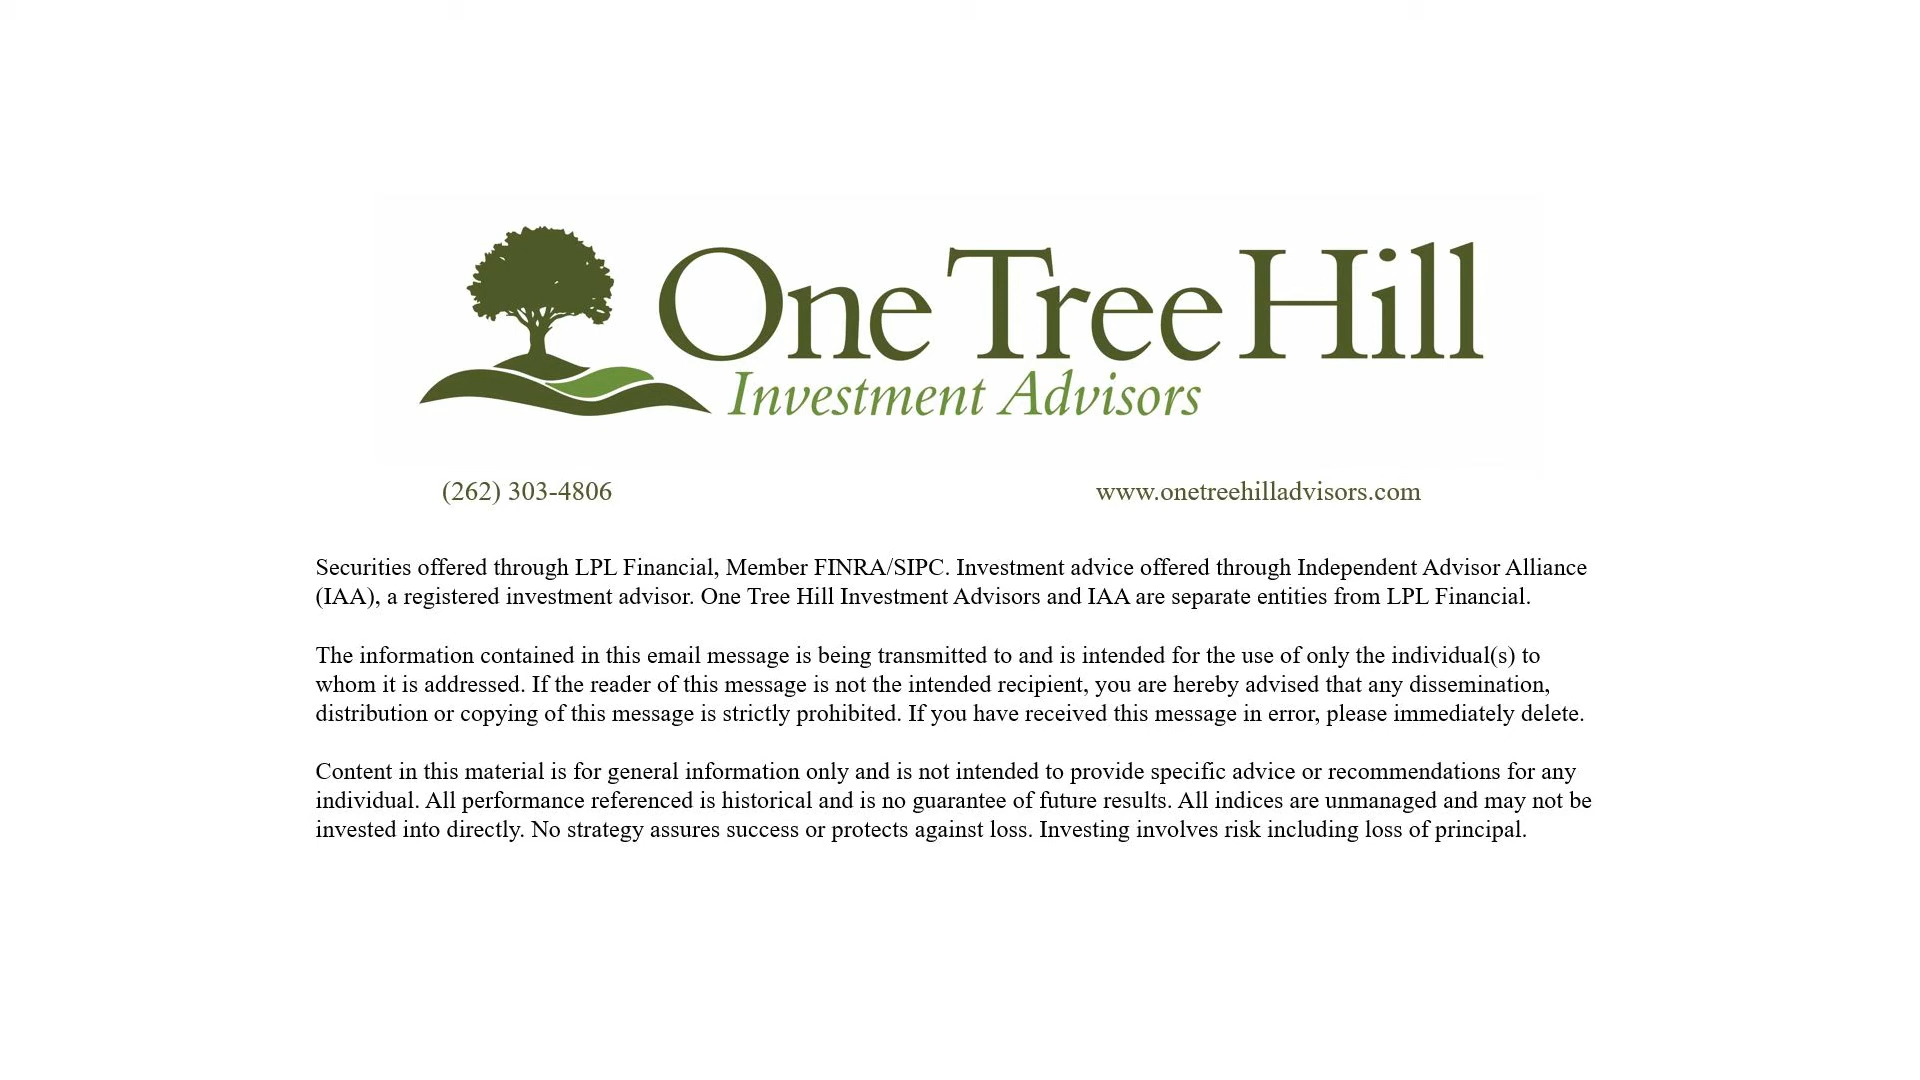 One Tree Hill
Investment Advisors
(262) 303-4806
www.onetreehilladvisors.com
Securities offered through LPL Financial, Member FINRA/SIPC. Investment advice offered through Independent Advisor Alliance
(IAA), a registered investment advisor. One Tree Hill Investment Advisors and IAA are separate entities from LPL Financial.
The information contained in this email message is being transmitted to and is intended for the use of only the individual(s) to
whom it is addressed. If the reader of this message is not the intended recipient, you are hereby advised that any dissemination,
distribution or copying of this message is strictly prohibited. If you have received this message in error, please immediately delete.
Content in this material is for general information only and is not intended to provide specific advice or recommendations for any
individual. All performance referenced is historical and is no guarantee of future results. All indices are unmanaged and may not be
invested into directly. No strategy assures success or protects against loss. Investing involves risk including loss of principal.